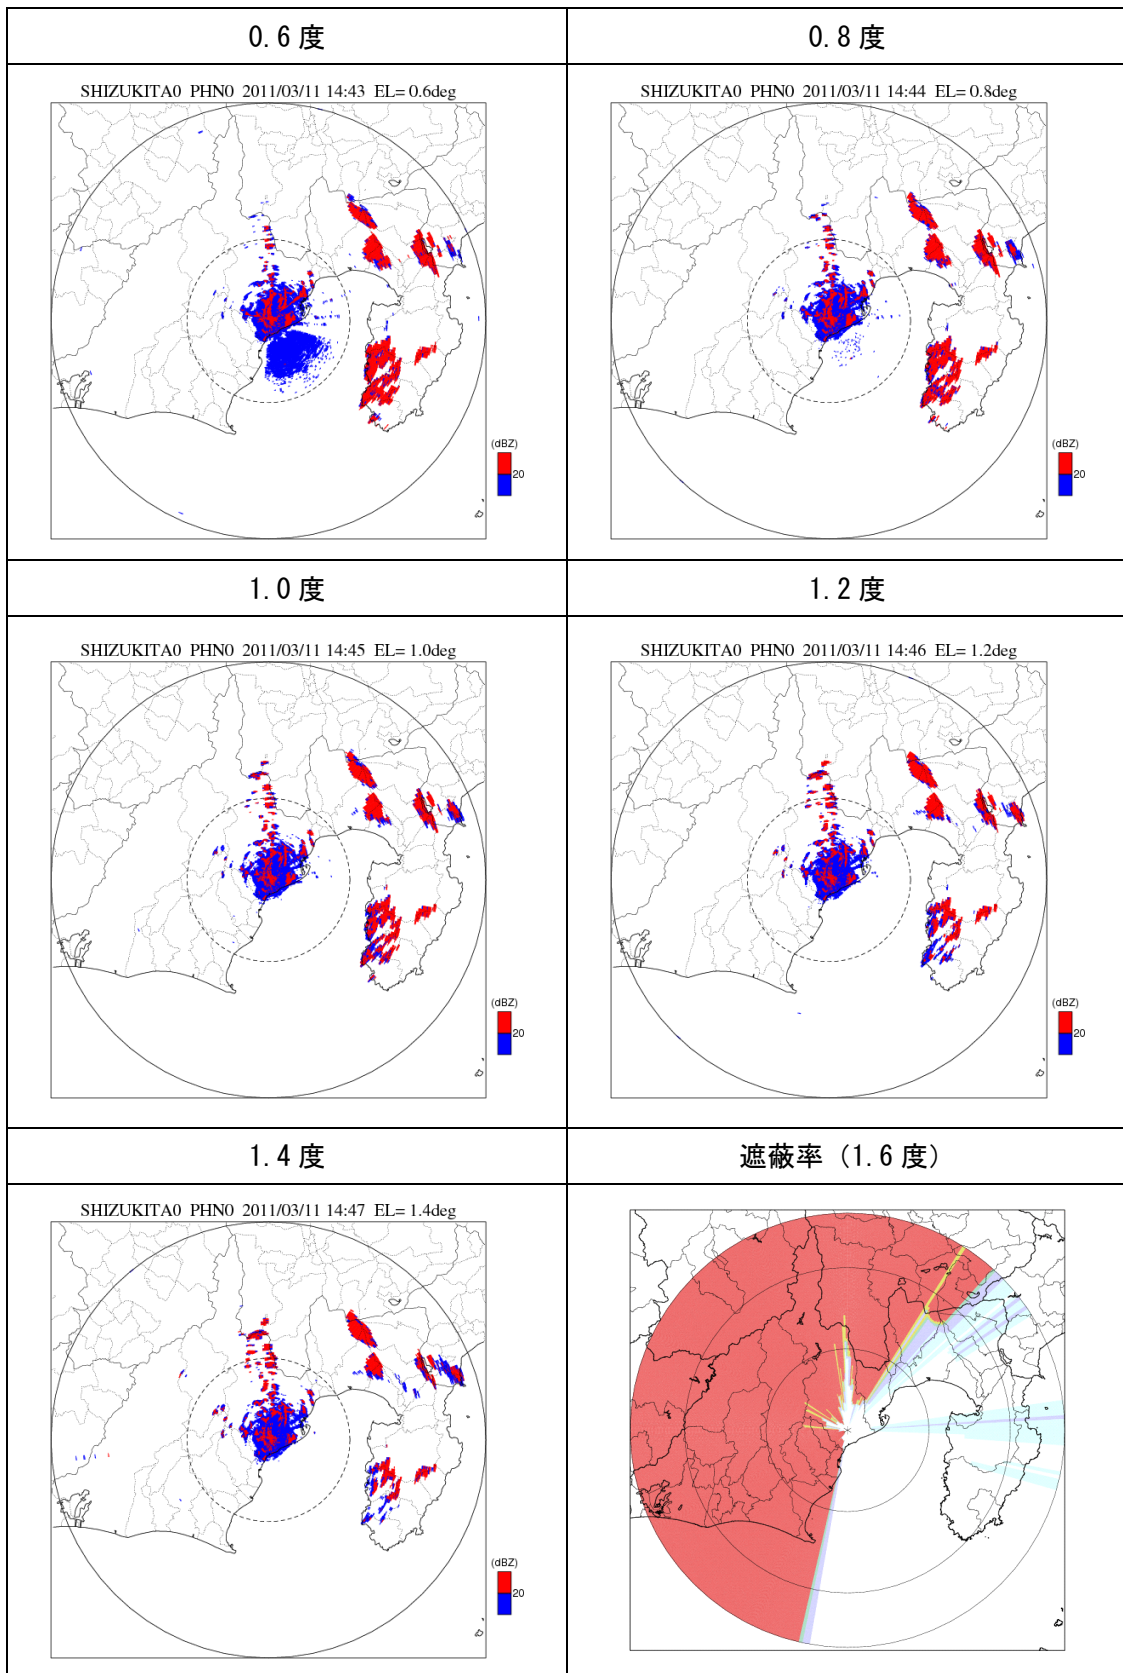 0.6度
0.8度
SHIZUKITA0 PHN0 2011/03/11 14:43 EL= 0.6deg
(dBZ)
20
SHIZUKITA0 PHN0 2011/03/11 14:44 EL= 0.8deg
(dBZ)
20
1.0度
1.2度
SHIZUKITA0 PHN0 2011/03/11 14:45 EL= 1.0deg
(dBZ)
20
SHIZUKITA0 PHN0 2011/03/11 14:46 EL= 1.2deg
(dBZ)
20
1.4度
遮蔽率（1.6度）
SHIZUKITA0 PHN0 2011/03/11 14:47 EL= 1.4deg
(dBZ)
20